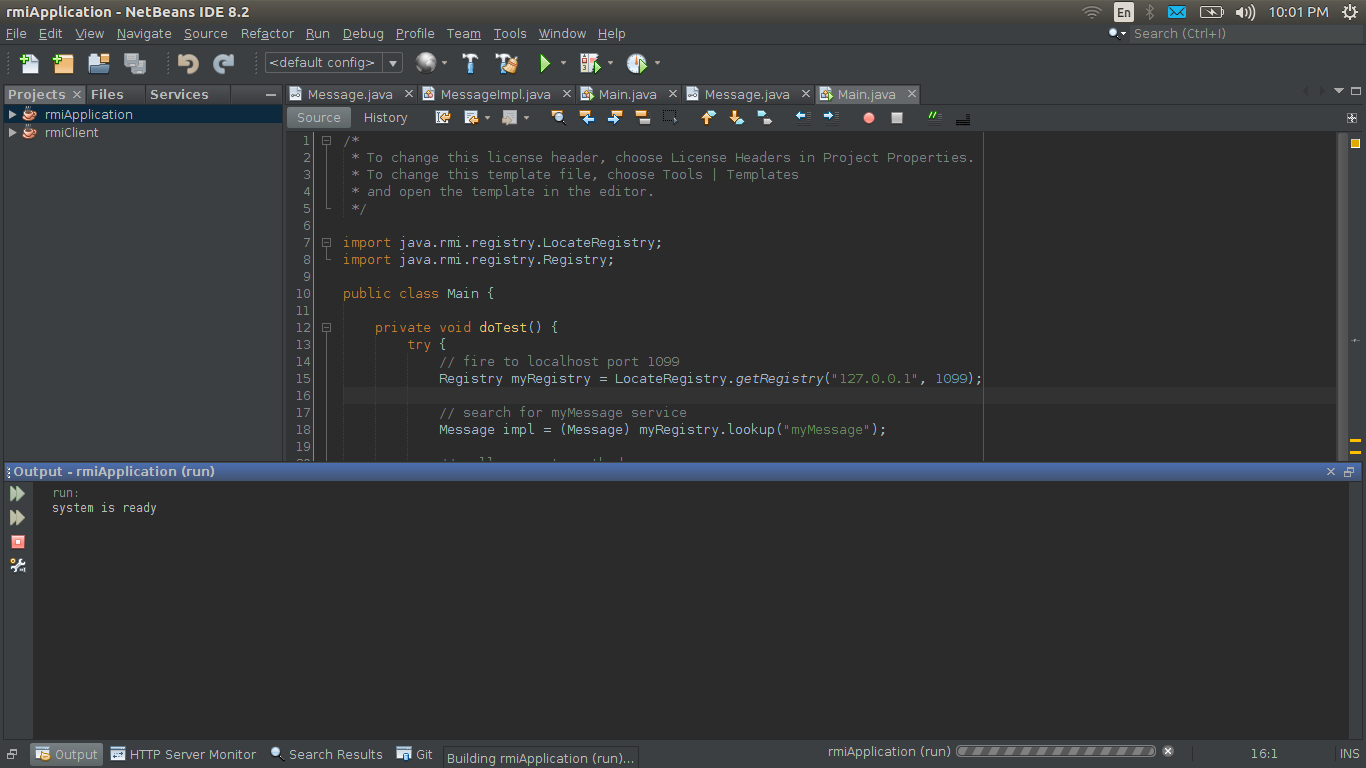 rmiApplication - NetBeans IDE 8.2
En
10:01 PM
File Edit View Navigate Source Refactor Run Debug Profile Team Tools Window Help
Search (Ctrl+I)
<default config>
Projects Files Services
Message.java MessageImpl.java Main.java Message.java Main.java
rmiApplication
rmiClient
Source History
1 /*
2 * To change this license header, choose License Headers in Project Properties.
3 * To change this template file, choose Tools | Templates
4 * and open the template in the editor.
5 */
6
7 import java.rmi.registry.LocateRegistry;
8 import java.rmi.registry.Registry;
9
10 public class Main {
11
12 private void doTest() {
13 try {
14 // fire to localhost port 1099
15 Registry myRegistry = LocateRegistry.getRegistry("127.0.0.1", 1099);
16
17 // search for myMessage service
18 Message impl = (Message) myRegistry.lookup("myMessage");
19
Output - rmiApplication (run)
run:
system is ready
Output HTTP Server Monitor Search Results Git Building rmiApplication (run)... rmiApplication (run) 16:1 INS